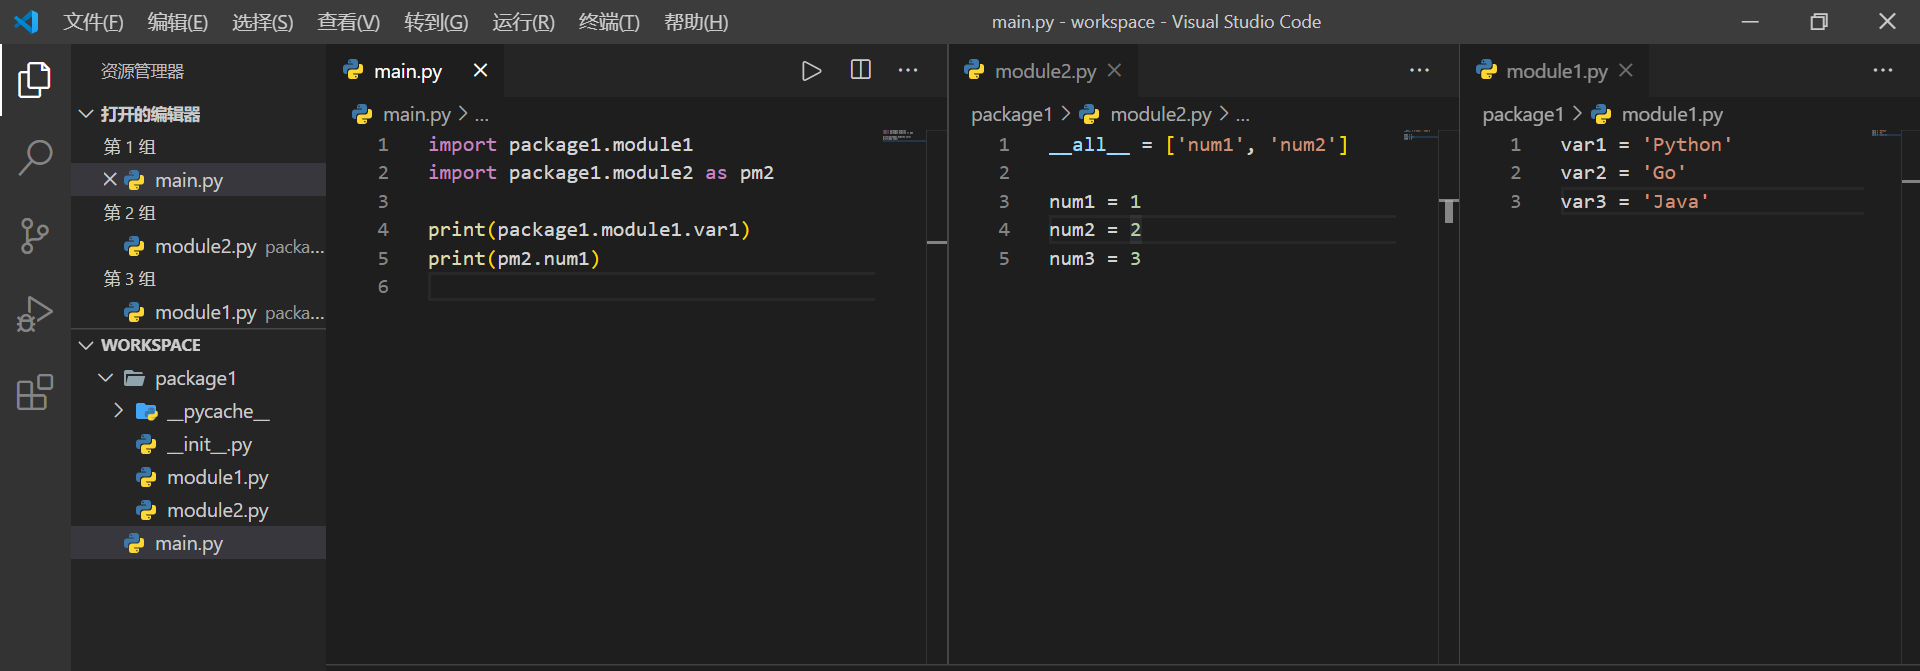 文件(F) 编辑(E) 选择(S) 查看(V) 转到(G) 运行(R) 终端(T) 帮助(H)
main.py - workspace - Visual Studio Code
资源管理器
打开的编辑器
第 1 组
main.py
第 2 组
module2.py packa...
第 3 组
module1.py packa...
WORKSPACE
package1
__pycache__
__init__.py
module1.py
module2.py
main.py
main.py
main.py > ...
1 import package1.module1
2 import package1.module2 as pm2
3
4 print(package1.module1.var1)
5 print(pm2.num1)
6
module2.py
package1 > module2.py > ...
1 __all__ = ['num1', 'num2']
2
3 num1 = 1
4 num2 = 2
5 num3 = 3
module1.py
package1 > module1.py
1 var1 = 'Python'
2 var2 = 'Go'
3 var3 = 'Java'